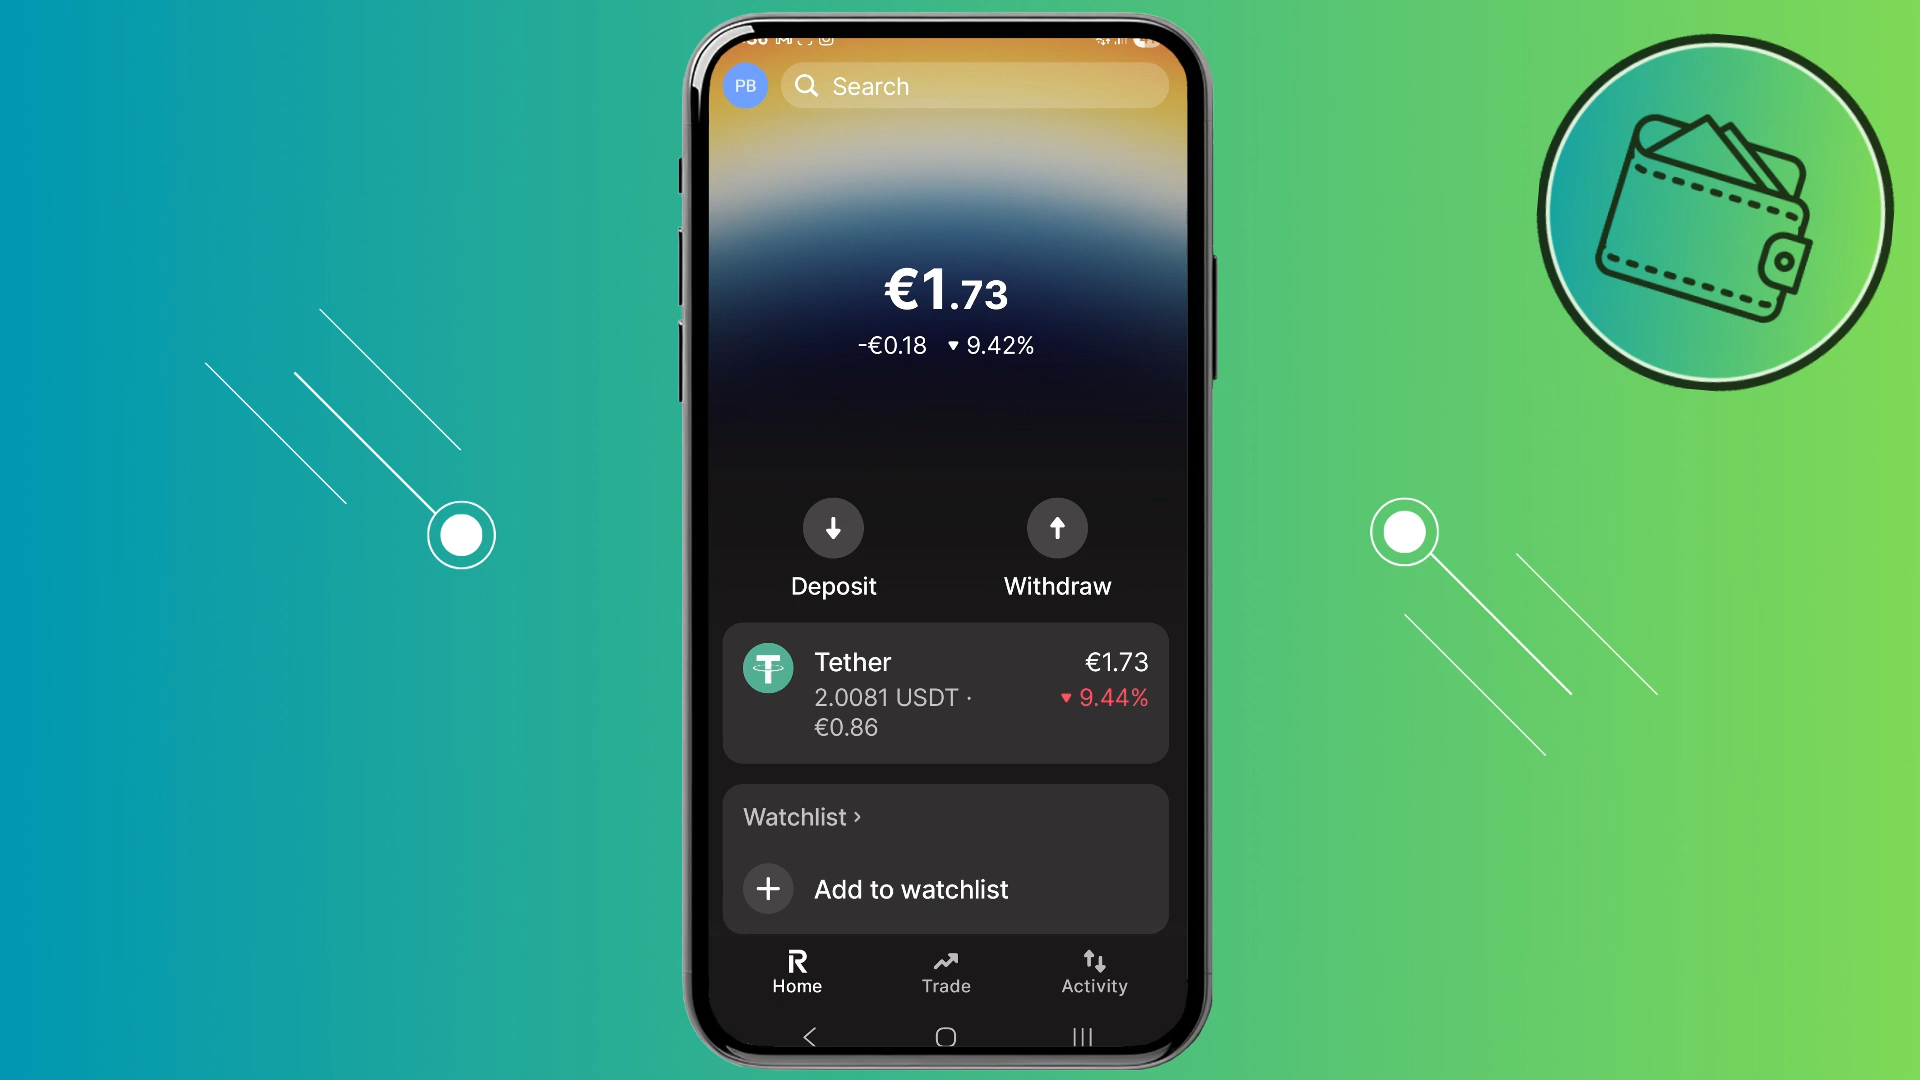 PB
Search
€1.73
-€0.18 ▼ 9.42%
Deposit
Withdraw
Tether
€1.73
2.0081 USDT ·
▼ 9.44%
€0.86
Watchlist ›
Add to watchlist
Home
Trade
Activity